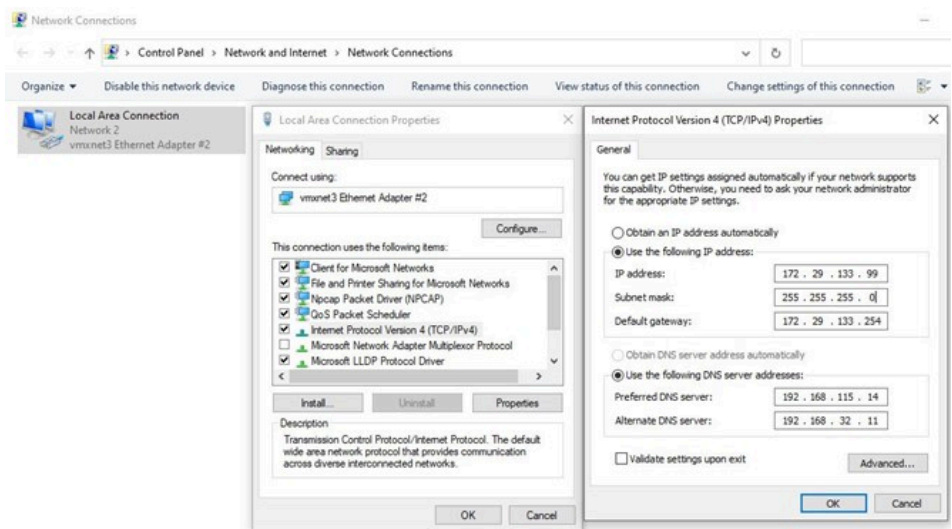 Network Connections
Control Panel > Network and Internet > Network Connections
Organize Disable this network device Diagnose this connection Rename this connection View status of this connection Change settings of this connection
Local Area Connection
Network 2
vmxnet3 Ethernet Adapter #2
Local Area Connection Properties
Networking Sharing
Connect using:
vmxnet3 Ethernet Adapter #2
Configure...
This connection uses the following items:
Client for Microsoft Networks
File and Printer Sharing for Microsoft Networks
Npcap Packet Driver (NPCAP)
QoS Packet Scheduler
Internet Protocol Version 4 (TCP/IPv4)
Microsoft Network Adapter Multiplexor Protocol
Microsoft LLDP Protocol Driver
Install... Uninstall Properties
Description
Transmission Control Protocol/Internet Protocol. The default
wide area network protocol that provides communication
across diverse interconnected networks.
OK Cancel
Internet Protocol Version 4 (TCP/IPv4) Properties
General
You can get IP settings assigned automatically if your network supports
this capability. Otherwise, you need to ask your network administrator
for the appropriate IP settings.
Obtain an IP address automatically
Use the following IP address:
IP address: 172 . 29 . 133 . 99
Subnet mask: 255 . 255 . 255 . 0
Default gateway: 172 . 29 . 133 . 254
Obtain DNS server address automatically
Use the following DNS server addresses:
Preferred DNS server: 192 . 168 . 115 . 14
Alternate DNS server: 192 . 168 . 32 . 11
Validate settings upon exit
Advanced...
OK Cancel